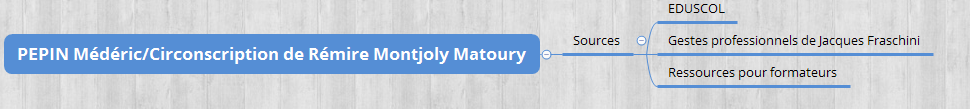 EDUSCOL
PEPIN Médéric/Circonscription de Rémire Montjoly Matoury
Sources
Gestes professionnels de Jacques Fraschini
Ressources pour formateurs